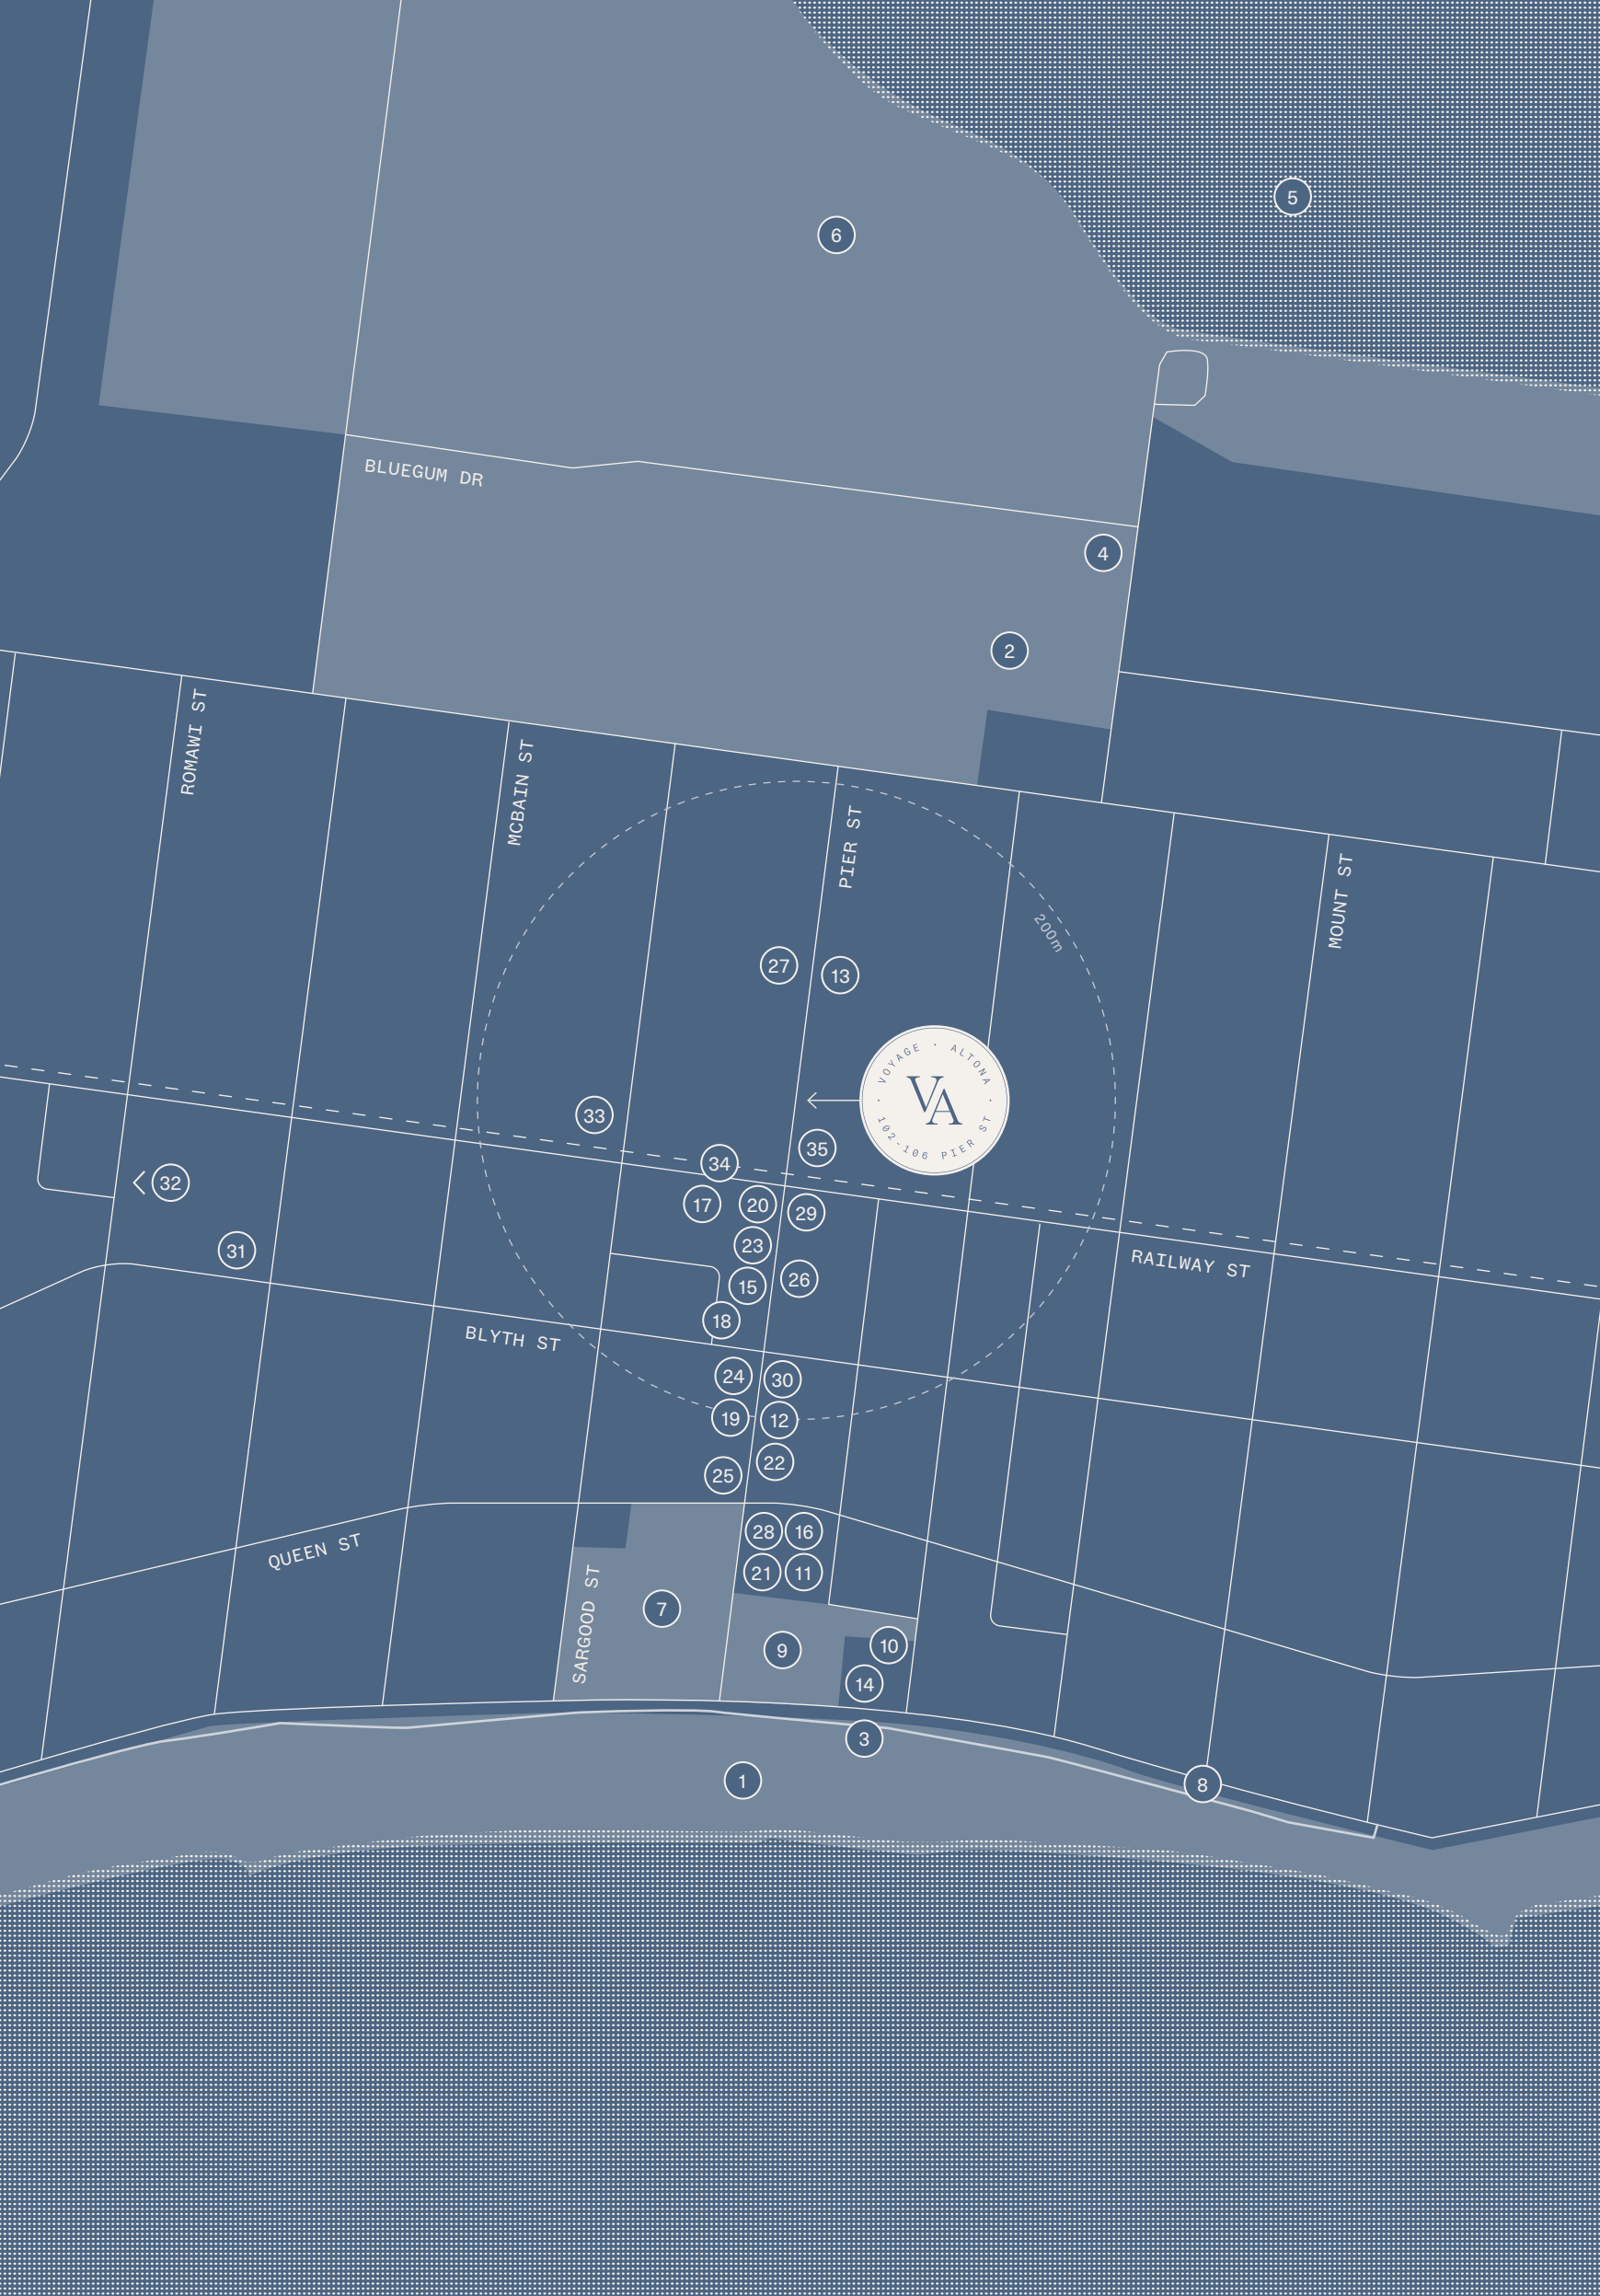 5
6
BLUEGUM DR
4
2
ROMAWI ST
MCBAIN ST
PIER ST
MOUNT ST
200m
27
13
VOYAGE · ALTONA
VA
· 102-106 PIER ST ·
33
35
34
32
17
20
29
31
23
RAILWAY ST
15
26
18
BLYTH ST
24
30
19
12
22
25
QUEEN ST
28
16
21
11
SARGOOD ST
7
9
10
14
3
1
8